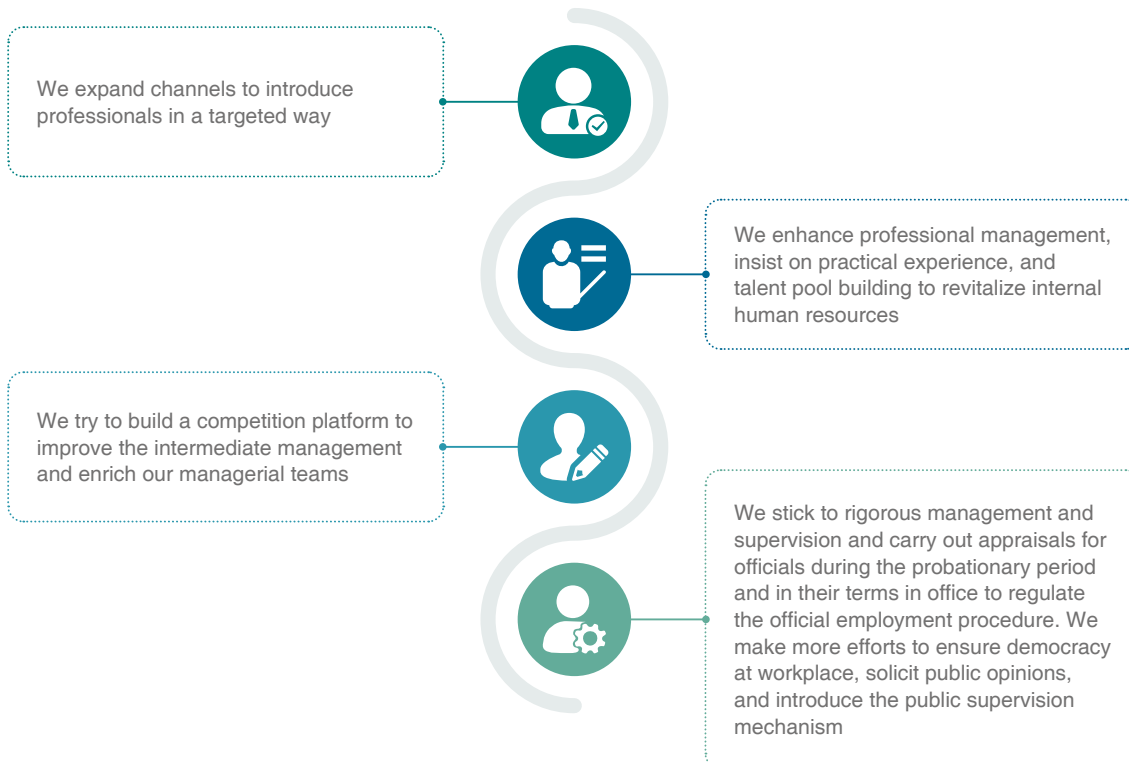 We expand channels to introduce
professionals in a targeted way
We enhance professional management,
insist on practical experience, and
talent pool building to revitalize internal
human resources
We try to build a competition platform to
improve the intermediate management
and enrich our managerial teams
We stick to rigorous management and
supervision and carry out appraisals for
officials during the probationary period
and in their terms in office to regulate
the official employment procedure. We
make more efforts to ensure democracy
at workplace, solicit public opinions,
and introduce the public supervision
mechanism